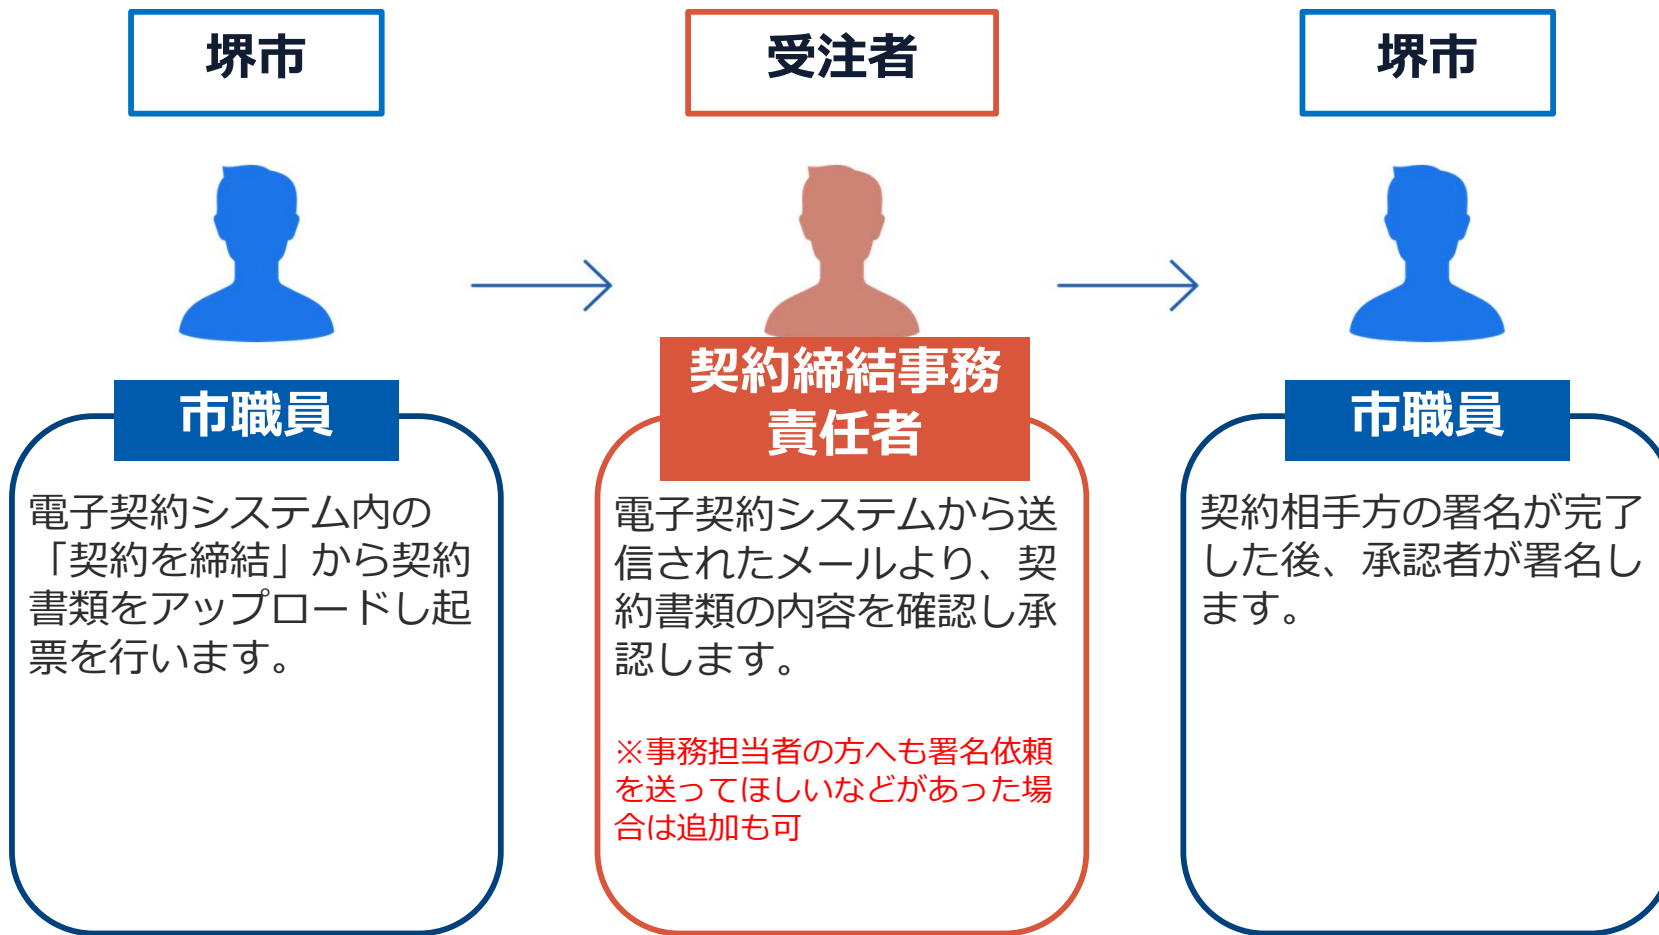 堺市
受注者
堺市
市職員
電子契約システム内の
「契約を締結」から契約
書類をアップロードし起
票を行います。
契約締結事務
責任者
電子契約システムから送
信されたメールより、契
約書類の内容を確認し承
認します。
※事務担当者の方へも署名依頼
を送ってほしいなどがあった場
合は追加も可
市職員
契約相手方の署名が完了
した後、承認者が署名し
ます。